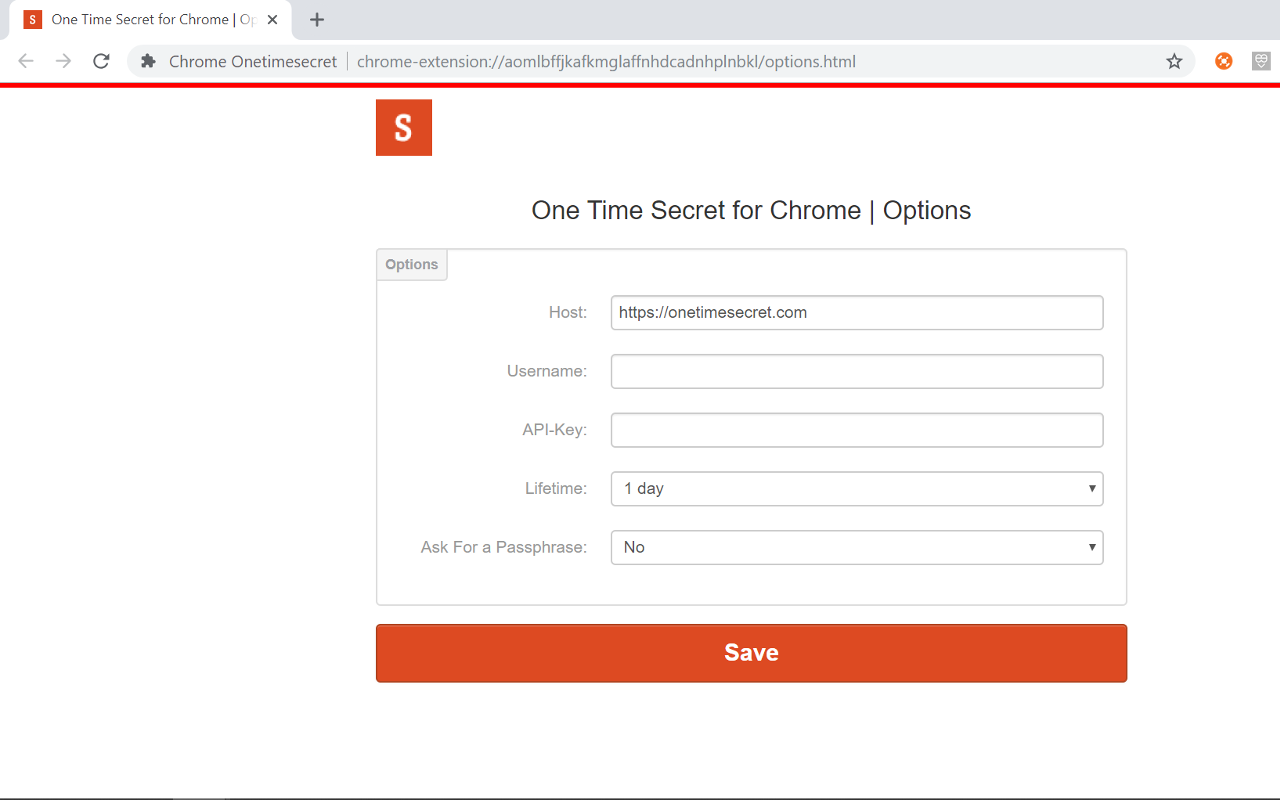 S One Time Secret for Chrome | Op
Chrome Onetimesecret | chrome-extension://aomlbffjkafkmglaffnhdcadnhplnbkl/options.html
S
One Time Secret for Chrome | Options
Options
Host: https://onetimesecret.com
Username:
API-Key:
Lifetime: 1 day
Ask For a Passphrase: No
Save